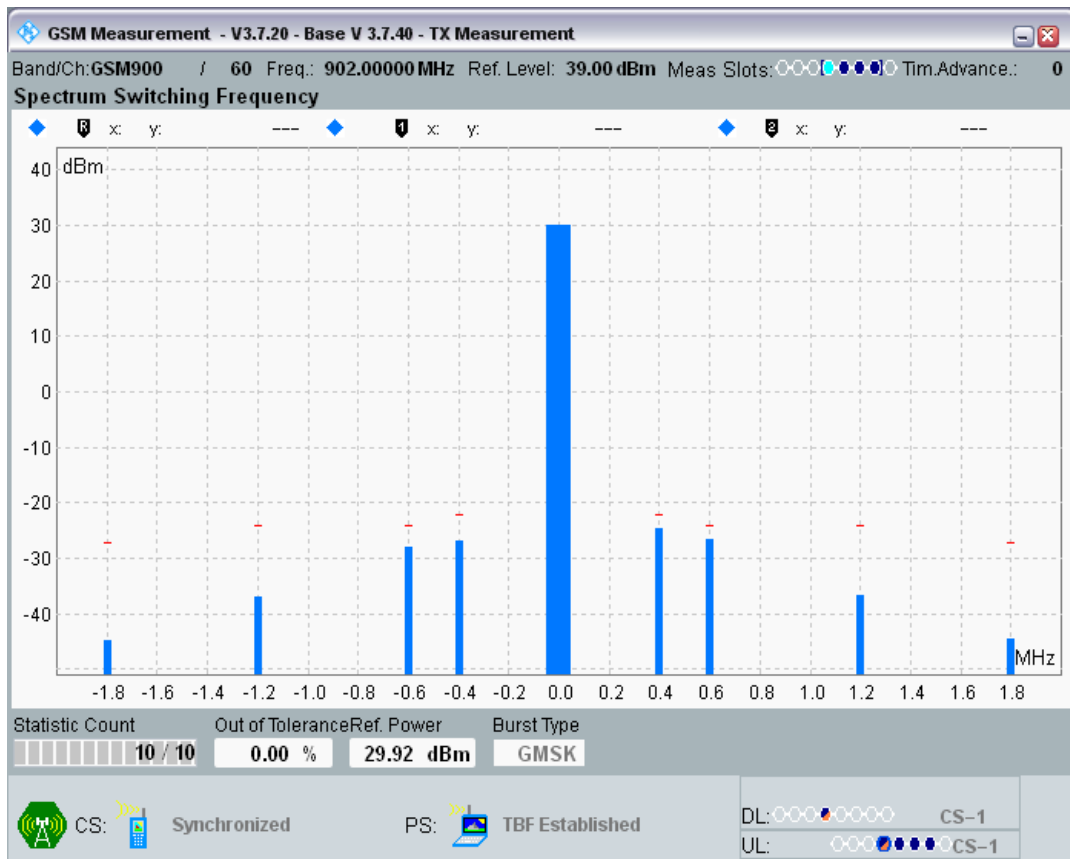 GSM Measurement - V3.7.20 - Base V 3.7.40 - TX Measurement
Band/Ch:GSM900 / 60 Freq.: 902.00000 MHz Ref. Level: 39.00 dBm Meas Slots: Tim.Advance.: 0
Spectrum Switching Frequency
R x: y: --- 1 x: y: --- 2 x: y: ---
dBm
40
30
20
10
0
-10
-20
-30
-40
MHz
-1.8 -1.6 -1.4 -1.2 -1.0 -0.8 -0.6 -0.4 -0.2 0.0 0.2 0.4 0.6 0.8 1.0 1.2 1.4 1.6 1.8
Statistic Count Out of Tolerance Ref. Power Burst Type
10 / 10 0.00 % 29.92 dBm GMSK
CS: Synchronized PS: TBF Established
DL: CS-1
UL: CS-1